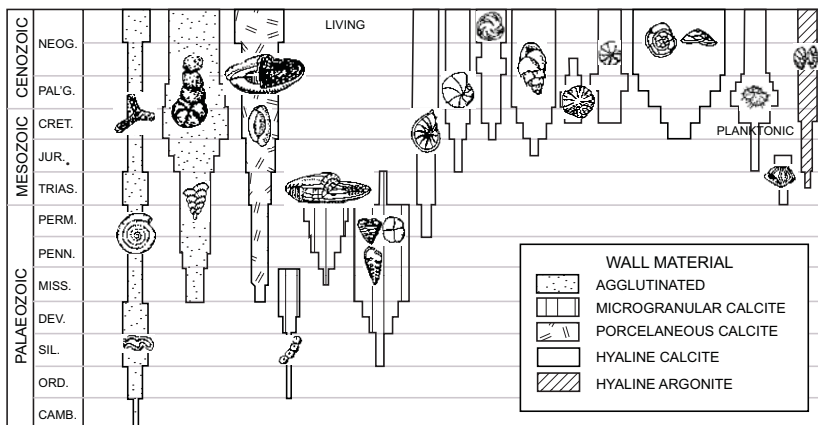 CENOZOIC
MESOZOIC
PALAEOZOIC
NEOG.
PAL'G.
CRET.
JUR.
TRIAS.
PERM.
PENN.
MISS.
DEV.
SIL.
ORD.
CAMB.
LIVING
PLANKTONIC
WALL MATERIAL
AGGLUTINATED
MICROGRANULAR CALCITE
PORCELANEOUS CALCITE
HYALINE CALCITE
HYALINE ARGONITE